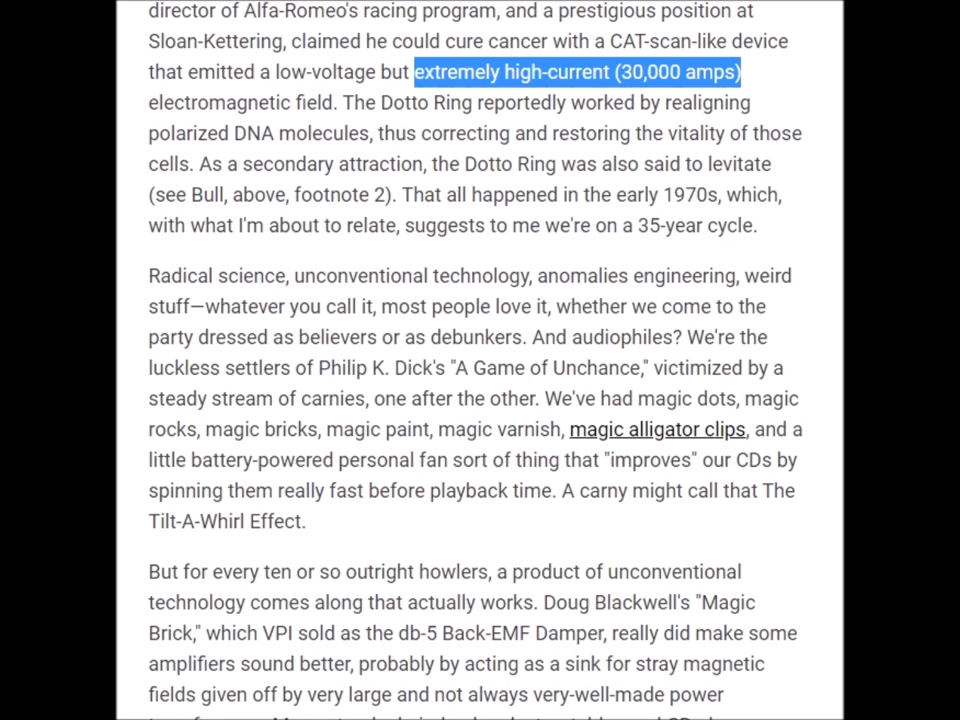 director of Alfa-Romeo's racing program, and a prestigious position at
Sloan-Kettering, claimed he could cure cancer with a CAT-scan-like device
that emitted a low-voltage but extremely high-current (30,000 amps)
electromagnetic field. The Dotto Ring reportedly worked by realigning
polarized DNA molecules, thus correcting and restoring the vitality of those
cells. As a secondary attraction, the Dotto Ring was also said to levitate
(see Bull, above, footnote 2). That all happened in the early 1970s, which,
with what I'm about to relate, suggests to me we're on a 35-year cycle.
Radical science, unconventional technology, anomalies engineering, weird
stuff—whatever you call it, most people love it, whether we come to the
party dressed as believers or as debunkers. And audiophiles? We're the
luckless settlers of Philip K. Dick's "A Game of Unchance," victimized by a
steady stream of carnies, one after the other. We've had magic dots, magic
rocks, magic bricks, magic paint, magic varnish, magic alligator clips, and a
little battery-powered personal fan sort of thing that "improves" our CDs by
spinning them really fast before playback time. A carny might call that The
Tilt-A-Whirl Effect.
But for every ten or so outright howlers, a product of unconventional
technology comes along that actually works. Doug Blackwell's "Magic
Brick," which VPI sold as the db-5 Back-EMF Damper, really did make some
amplifiers sound better, probably by acting as a sink for stray magnetic
fields given off by very large and not always very-well-made power